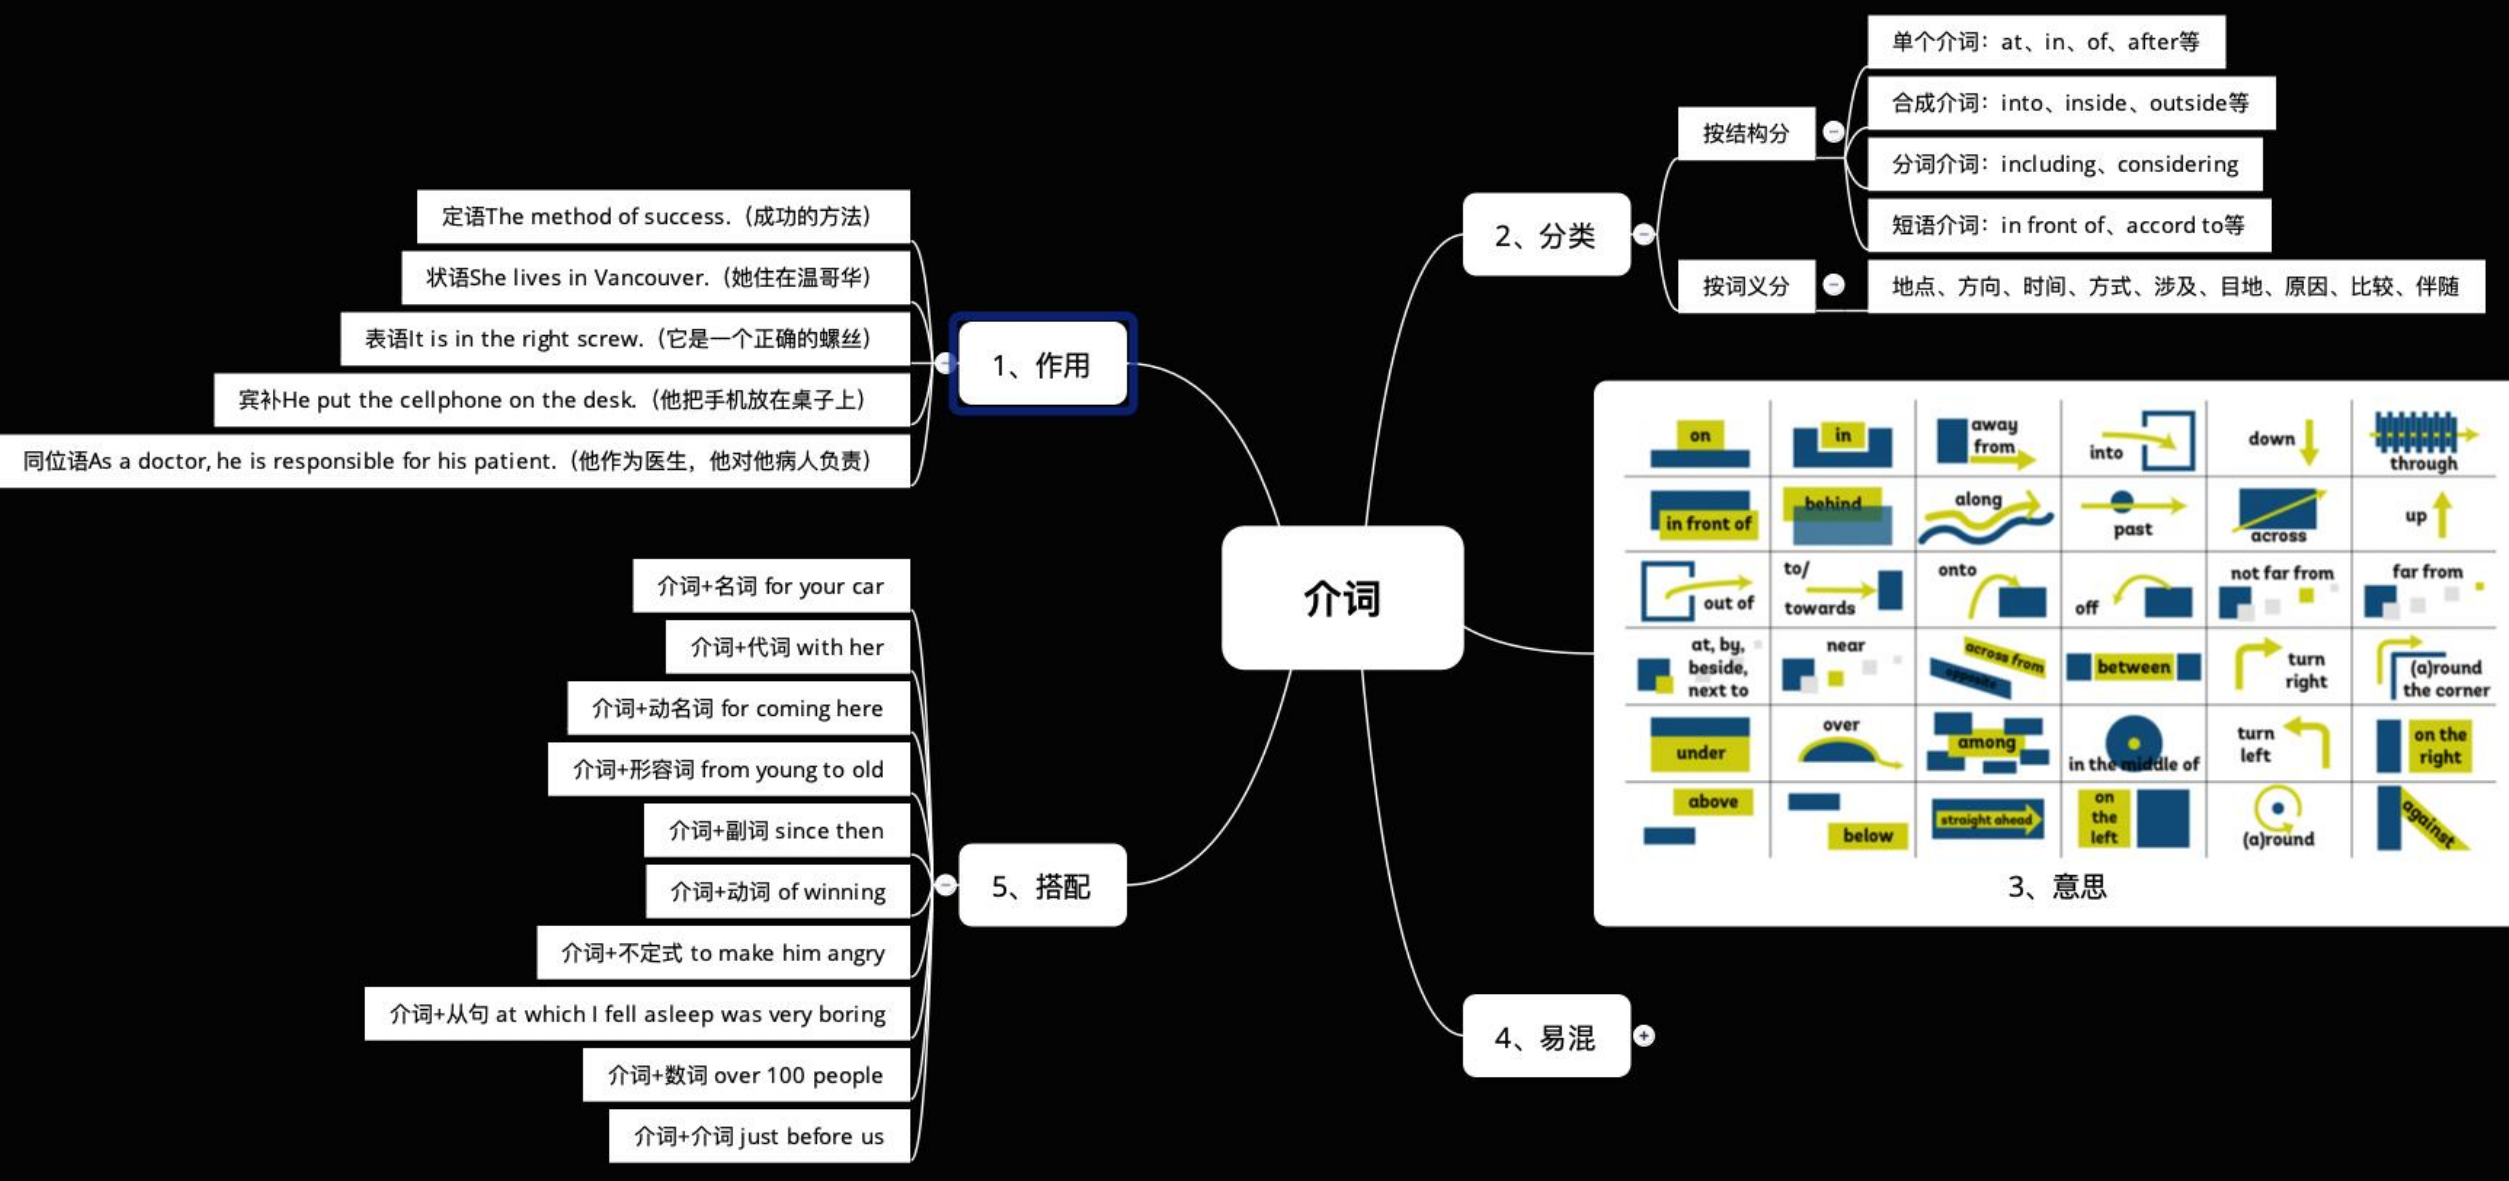 介词
1、作用
定语The method of success.（成功的方法）
状语She lives in Vancouver.（她住在温哥华）
表语It is in the right screw.（它是一个正确的螺丝）
宾补He put the cellphone on the desk.（他把手机放在桌子上）
同位语As a doctor, he is responsible for his patient.（他作为医生，他对他病人负责）
2、分类
按结构分
单个介词：at、in、of、after等
合成介词：into、inside、outside等
分词介词：including、considering
短语介词：in front of、accord to等
按词义分
地点、方向、时间、方式、涉及、目地、原因、比较、伴随
on
in
away
from
into
down
through
in front of
behind
along
past
across
up
out of
to/
towards
onto
off
not far from
far from
at, by,
beside,
next to
near
across from
opposite
between
turn
right
(a)round
the corner
under
over
among
in the middle of
turn
left
on the
right
above
below
straight ahead
on
the
left
(a)round
against
3、意思
4、易混
5、搭配
介词+名词 for your car
介词+代词 with her
介词+动名词 for coming here
介词+形容词 from young to old
介词+副词 since then
介词+动词 of winning
介词+不定式 to make him angry
介词+从句 at which I fell asleep was very boring
介词+数词 over 100 people
介词+介词 just before us